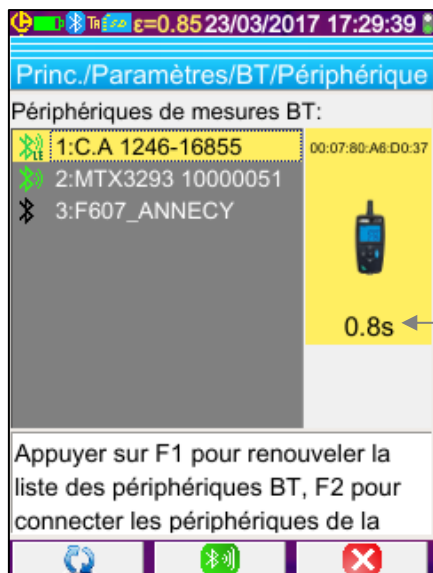 TA ε=0.85 23/03/2017 17:29:39
Princ./Paramètres/BT/Périphérique
Périphériques de mesures BT:
LE 1:C.A 1246-16855
00:07:80:A6:D0:37
2:MTX3293 10000051
3:F607_ANNECY
0.8s
Appuyer sur F1 pour renouveler la
liste des périphériques BT, F2 pour
connecter les périphériques de la